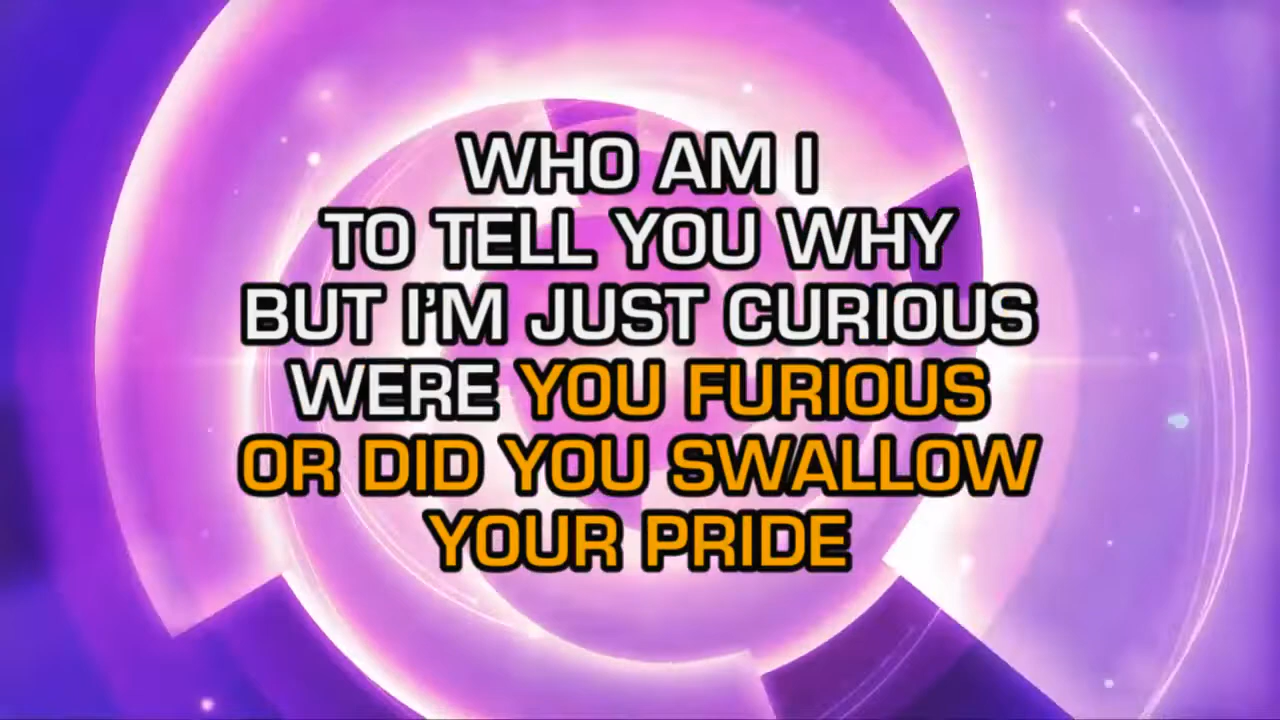 WHO AM I
TO TELL YOU WHY
BUT I'M JUST CURIOUS
WERE YOU FURIOUS
OR DID YOU SWALLOW
YOUR PRIDE